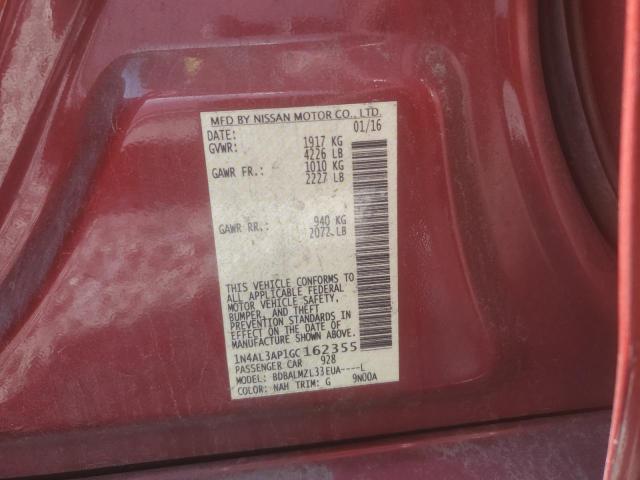 MFD BY NISSAN MOTOR CO., LTD.
DATE: 01/16
GVWR: 1917 KG
4226 LB
GAWR FR.: 1010 KG
2227 LB
GAWR RR.: 940 KG
2072 LB
THIS VEHICLE CONFORMS TO
ALL APPLICABLE FEDERAL
MOTOR VEHICLE SAFETY,
BUMPER, AND THEFT
PREVENTION STANDARDS IN
EFFECT ON THE DATE OF
MANUFACTURE SHOWN ABOVE.
1N4AL3AP1GC162355
PASSENGER CAR 928
MODEL: BDBALMZL33EUA----L
COLOR: NAH TRIM: G 9N00A